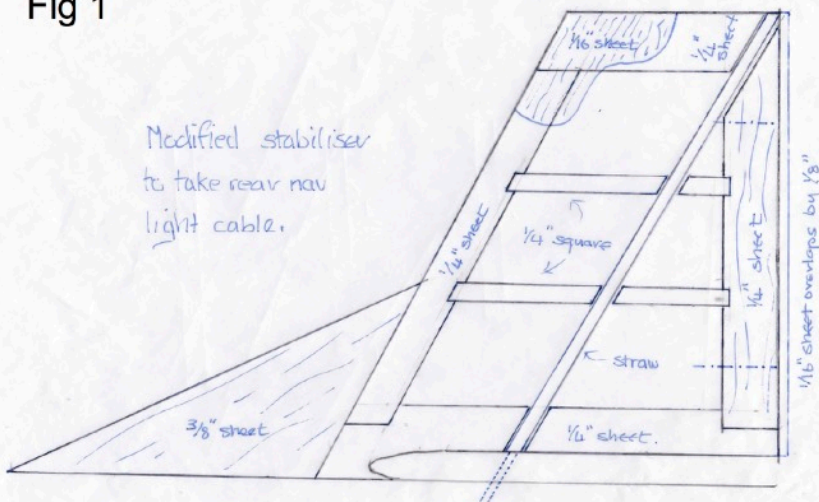 Fig 1
1/16" sheet
1/4" sheet
Modified stabiliser
to take rear nav
light cable.
1/4" sheet
1/4" square
1/4" sheet
1/16" sheet overlaps by 1/8"
straw
3/8" sheet
1/4" sheet.